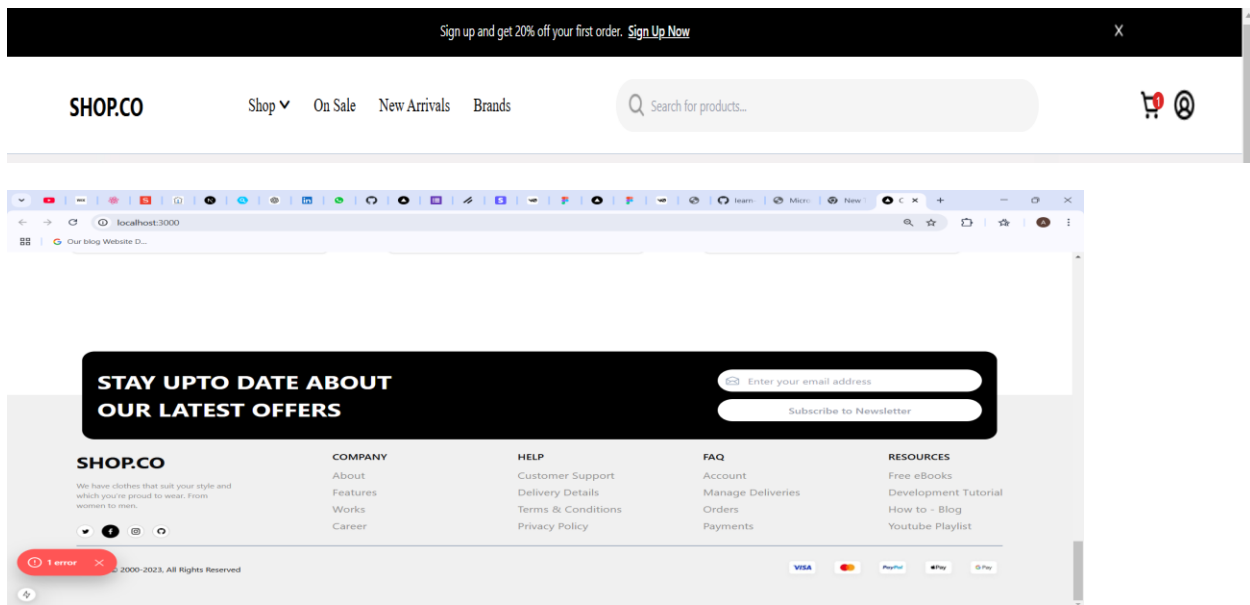 Sign up and get 20% off your first order. Sign Up Now X
SHOP.CO Shop On Sale New Arrivals Brands Search for products... 1
localhost:3000
Our blog Website D...
STAY UPTO DATE ABOUT
OUR LATEST OFFERS
Enter your email address
Subscribe to Newsletter
SHOP.CO
We have clothes that suit your style and
which you're proud to wear. From
women to men.
COMPANY
About
Features
Works
Career
HELP
Customer Support
Delivery Details
Terms & Conditions
Privacy Policy
FAQ
Account
Manage Deliveries
Orders
Payments
RESOURCES
Free eBooks
Development Tutorial
How to - Blog
Youtube Playlist
1 error
2000-2023, All Rights Reserved
VISA PayPal Pay G Pay